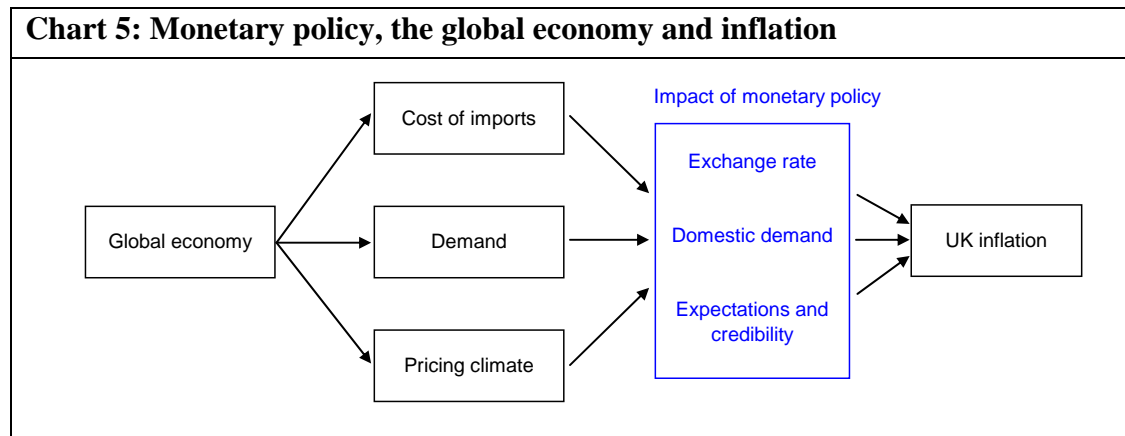 Chart 5: Monetary policy, the global economy and inflation
Impact of monetary policy
Cost of imports
Exchange rate
Global economy
Demand
Domestic demand
UK inflation
Expectations and
credibility
Pricing climate